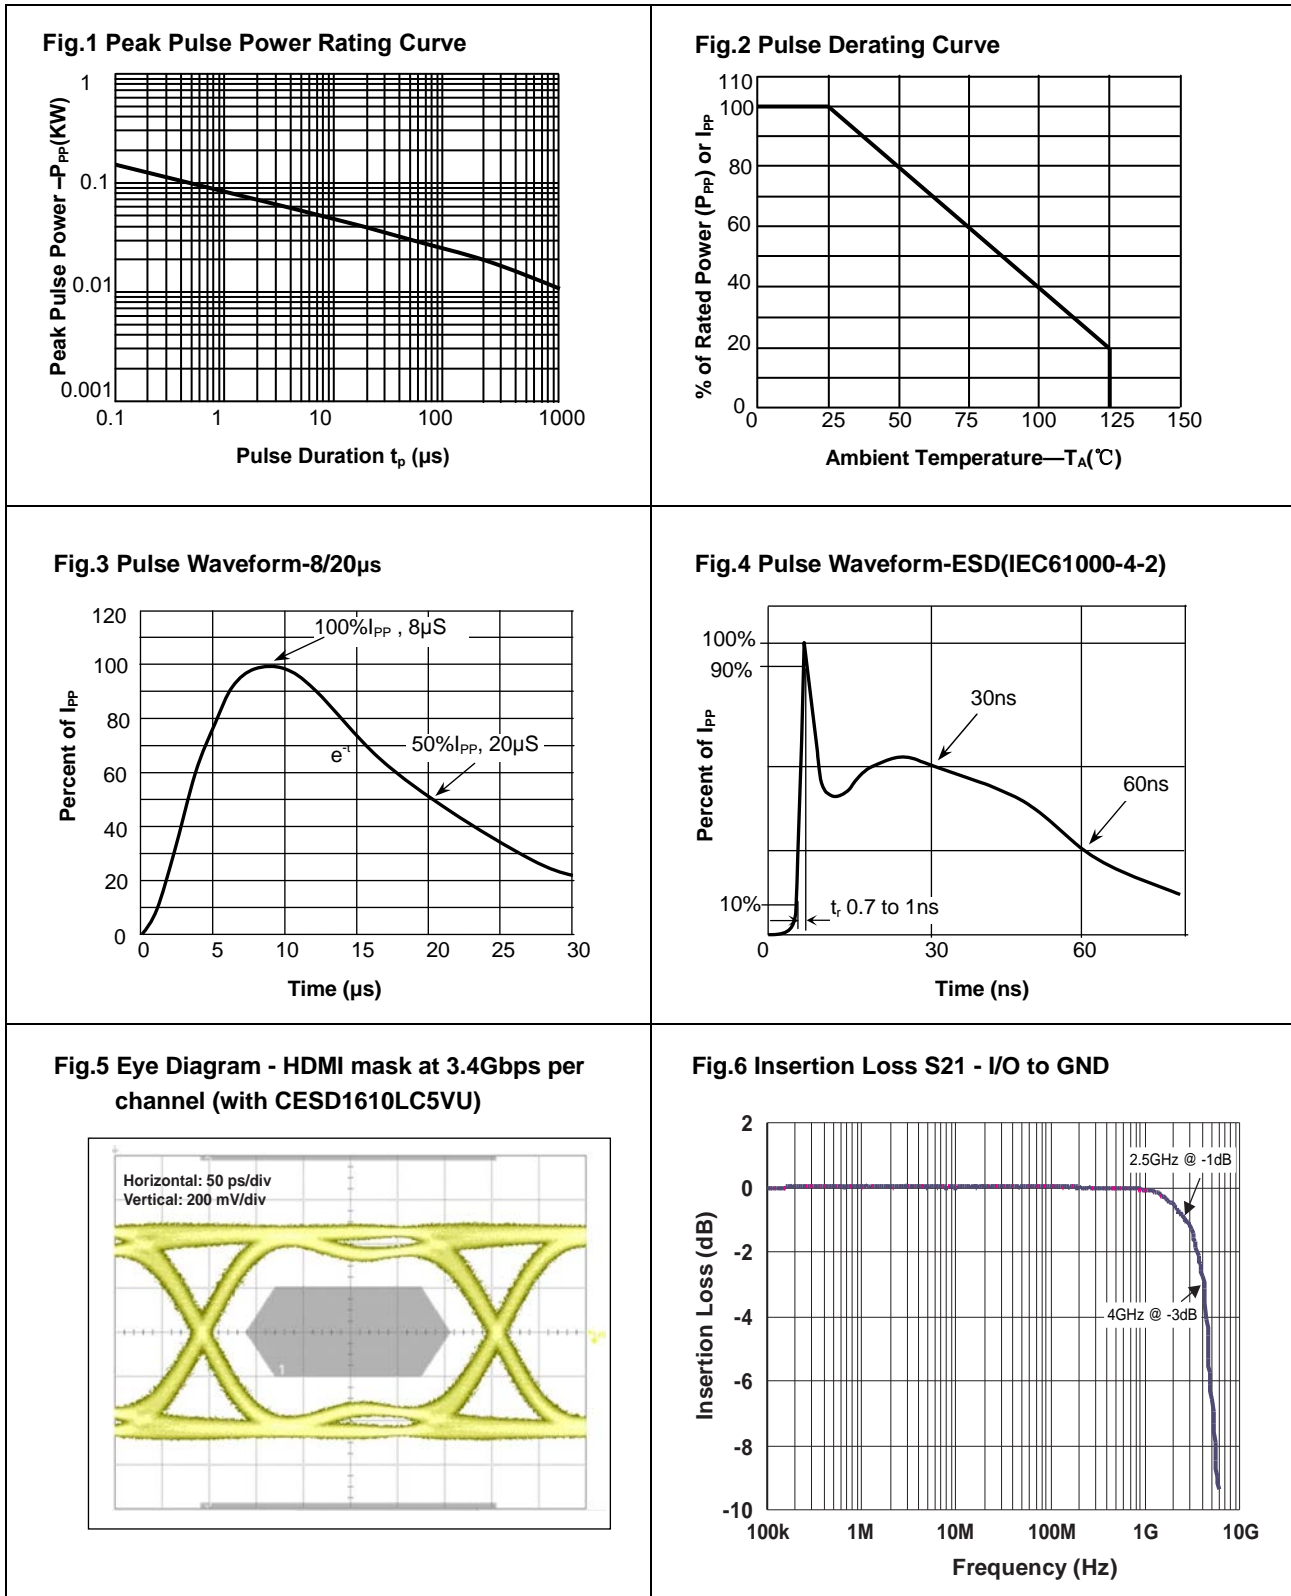 Fig.1 Peak Pulse Power Rating Curve
Peak Pulse Power –PPP(KW)
1
0.1
0.01
0.001
0.1 1 10 100 1000
Pulse Duration tp (µs)
Fig.2 Pulse Derating Curve
% of Rated Power (PPP) or IPP
110
100
80
60
40
20
0
0 25 50 75 100 125 150
Ambient Temperature—TA(℃)
Fig.3 Pulse Waveform-8/20µs
Percent of IPP
120
100
80
60
40
20
0
100%IPP , 8µS
e-t
50%IPP, 20µS
0 5 10 15 20 25 30
Time (µs)
Fig.4 Pulse Waveform-ESD(IEC61000-4-2)
Percent of IPP
100%
90%
10%
30ns
60ns
tr 0.7 to 1ns
0 30 60
Time (ns)
Fig.5 Eye Diagram - HDMI mask at 3.4Gbps per
channel (with CESD1610LC5VU)
Horizontal: 50 ps/div
Vertical: 200 mV/div
1
Fig.6 Insertion Loss S21 - I/O to GND
Insertion Loss (dB)
2
0
-2
-4
-6
-8
-10
2.5GHz @ -1dB
4GHz @ -3dB
100k 1M 10M 100M 1G 10G
Frequency (Hz)